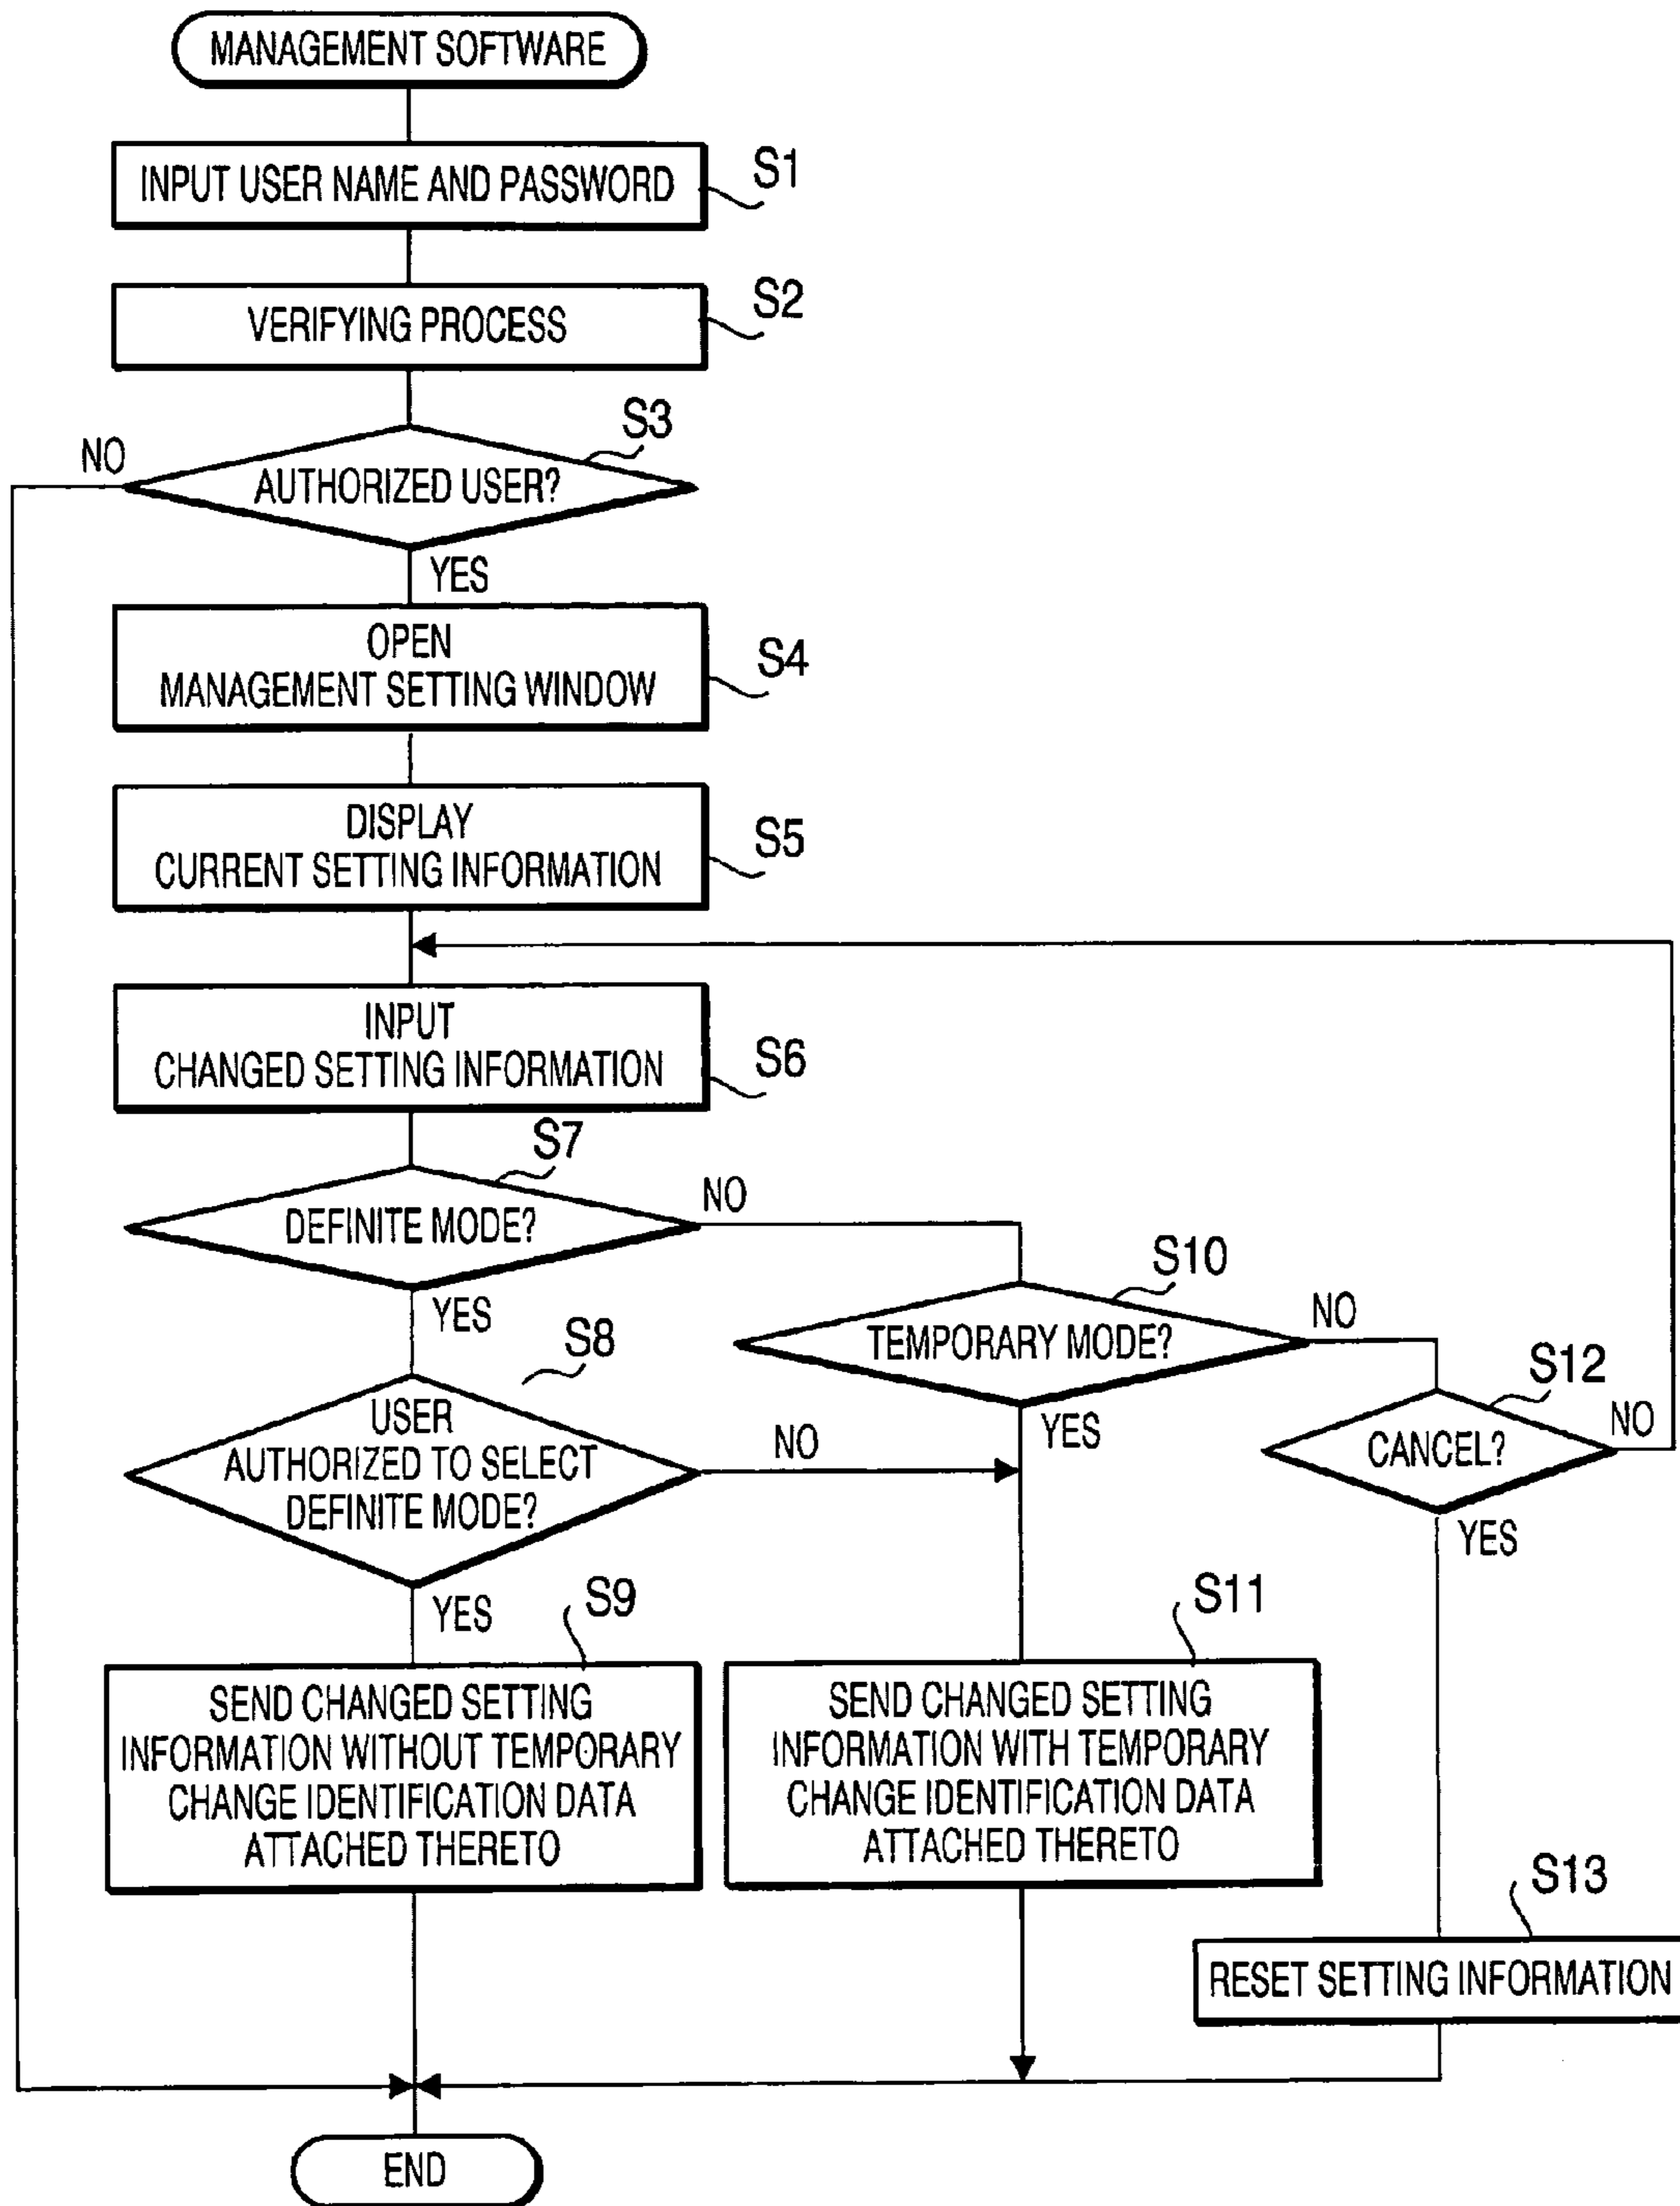 MANAGEMENT SOFTWARE
INPUT USER NAME AND PASSWORD
S1
VERIFYING PROCESS
S2
S3
NO
AUTHORIZED USER?
YES
OPEN
MANAGEMENT SETTING WINDOW
S4
DISPLAY
CURRENT SETTING INFORMATION
S5
INPUT
CHANGED SETTING INFORMATION
S6
S7
DEFINITE MODE?
NO
YES
S10
TEMPORARY MODE?
NO
YES
S8
USER
AUTHORIZED TO SELECT
DEFINITE MODE?
NO
YES
S12
CANCEL?
NO
YES
S9
SEND CHANGED SETTING
INFORMATION WITHOUT TEMPORARY
CHANGE IDENTIFICATION DATA
ATTACHED THERETO
S11
SEND CHANGED SETTING
INFORMATION WITH TEMPORARY
CHANGE IDENTIFICATION DATA
ATTACHED THERETO
S13
RESET SETTING INFORMATION
END